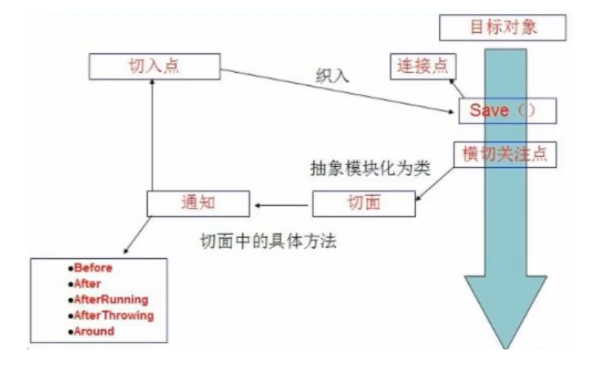 目标对象
切入点
连接点
织入
Save（）
横切关注点
抽象模块化为类
通知
切面
切面中的具体方法
●Before
●After
●AfterRunning
●AfterThrowing
●Around